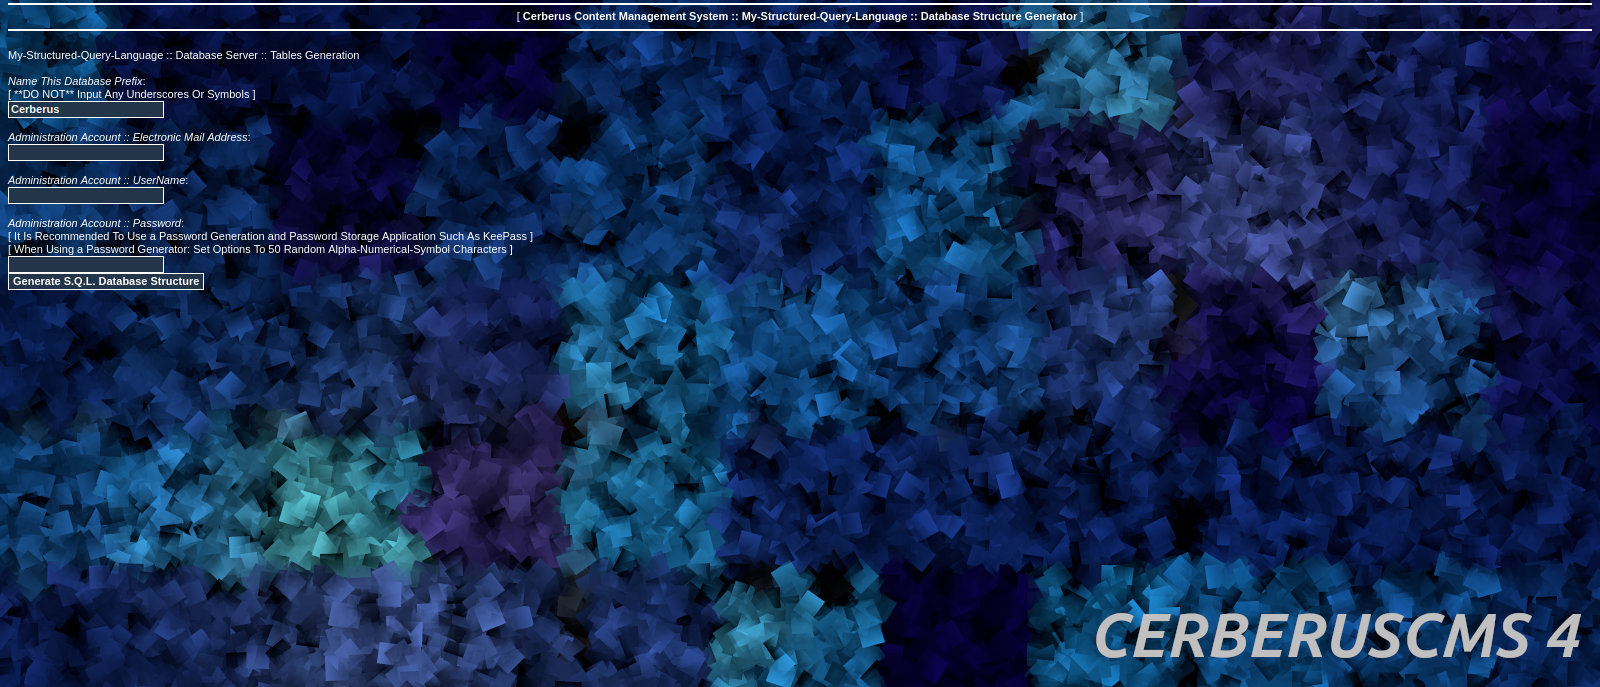 [ Cerberus Content Management System :: My-Structured-Query-Language :: Database Structure Generator ]
My-Structured-Query-Language :: Database Server :: Tables Generation
Name This Database Prefix:
[ **DO NOT** Input Any Underscores Or Symbols ]
Cerberus
Administration Account :: Electronic Mail Address:
Administration Account :: UserName:
Administration Account :: Password:
[ It Is Recommended To Use a Password Generation and Password Storage Application Such As KeePass ]
[ When Using a Password Generator: Set Options To 50 Random Alpha-Numerical-Symbol Characters ]
Generate S.Q.L. Database Structure
CERBERUSCMS 4